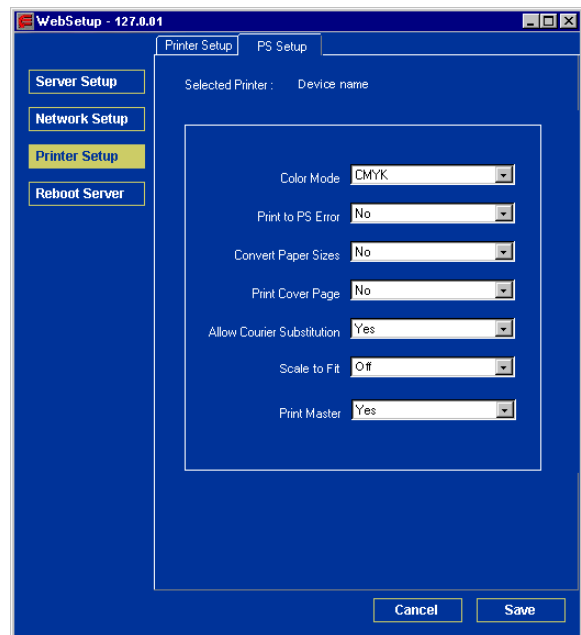 WebSetup - 127.0.01
Printer Setup PS Setup
Server Setup
Network Setup
Printer Setup
Reboot Server
Selected Printer : Device name
Color Mode CMYK
Print to PS Error No
Convert Paper Sizes No
Print Cover Page No
Allow Courier Substitution Yes
Scale to Fit Off
Print Master Yes
Cancel Save